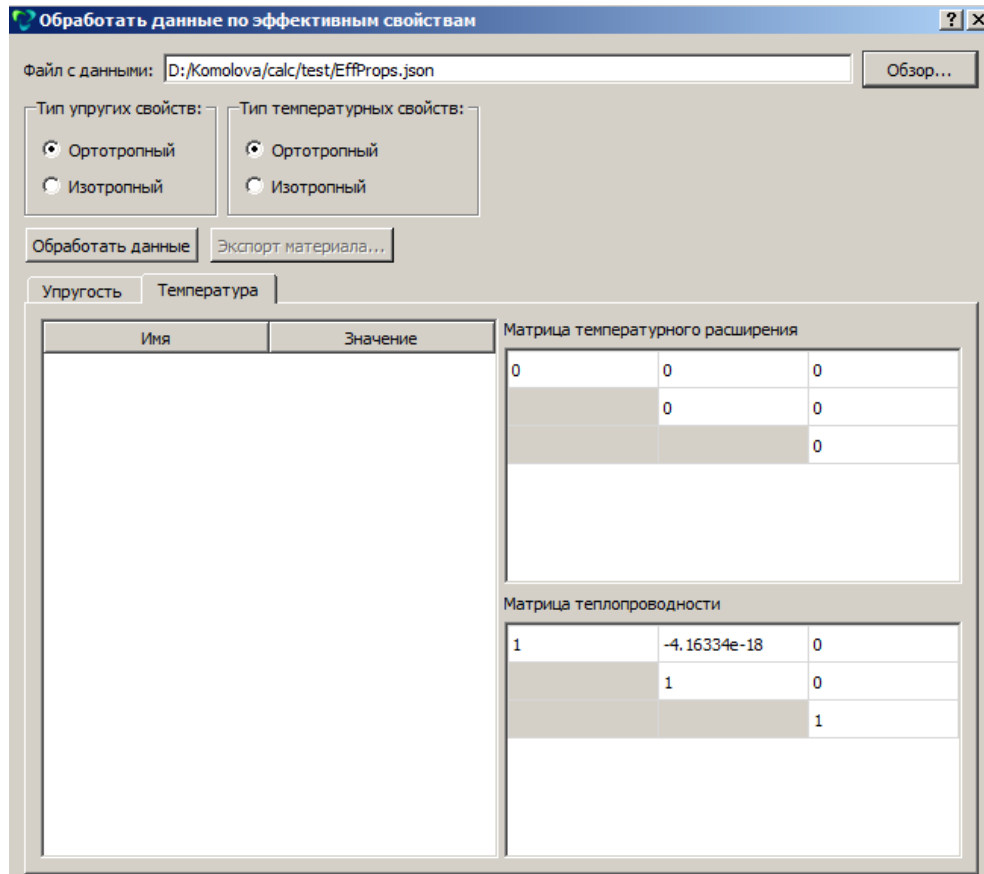 Обработать данные по эффективным свойствам
Файл с данными: D:/Komolova/calc/test/EffProps.json Обзор...
Тип упругих свойств: Тип температурных свойств:
Ортотропный Ортотропный
Изотропный Изотропный
Обработать данные Экспорт материала...
Упругость Температура
Имя Значение
Матрица температурного расширения
0 0 0
0 0
0
Матрица теплопроводности
1 -4.16334e-18 0
1 0
1